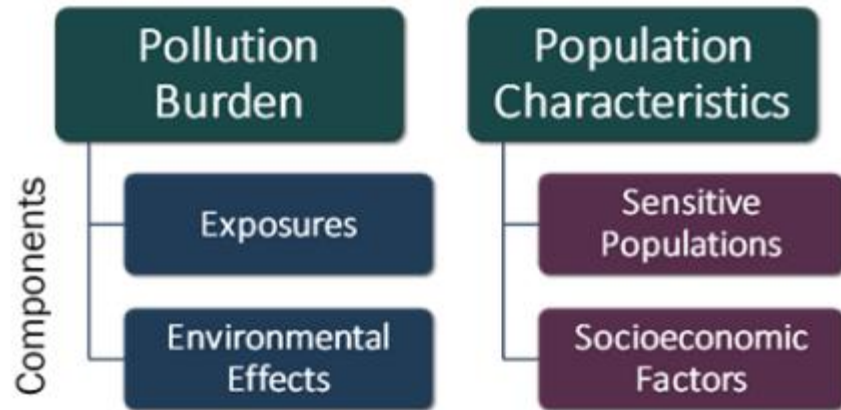 Pollution
Burden
Population
Characteristics
Components
Exposures
Sensitive
Populations
Environmental
Effects
Socioeconomic
Factors